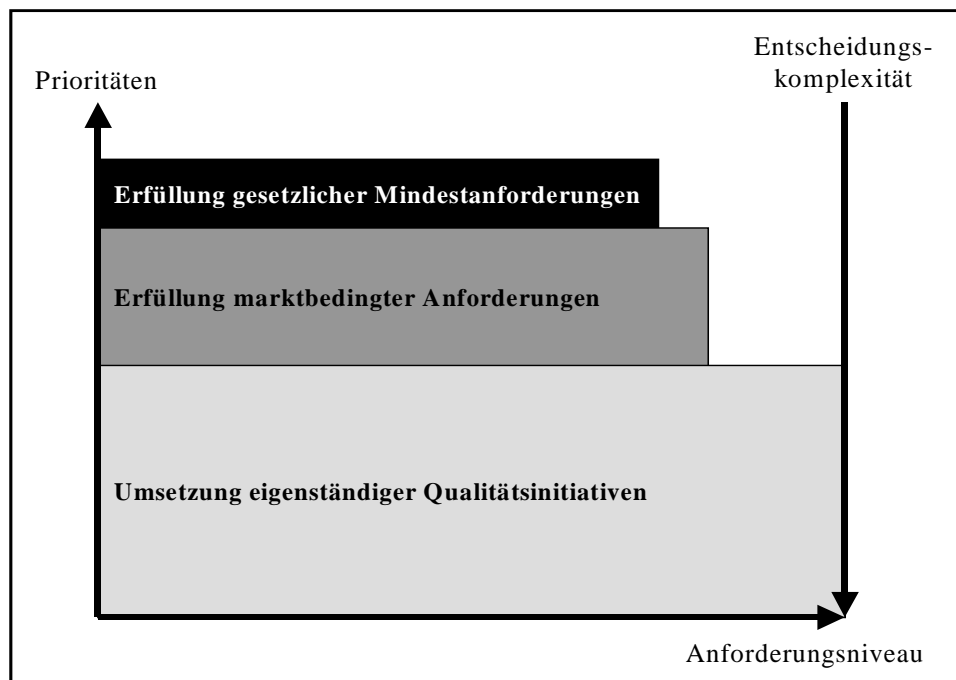 Entscheidungs-
komplexität
Prioritäten
Erfüllung gesetzlicher Mindestanforderungen
Erfüllung marktbedingter Anforderungen
Umsetzung eigenständiger Qualitätsinitiativen
Anforderungsniveau